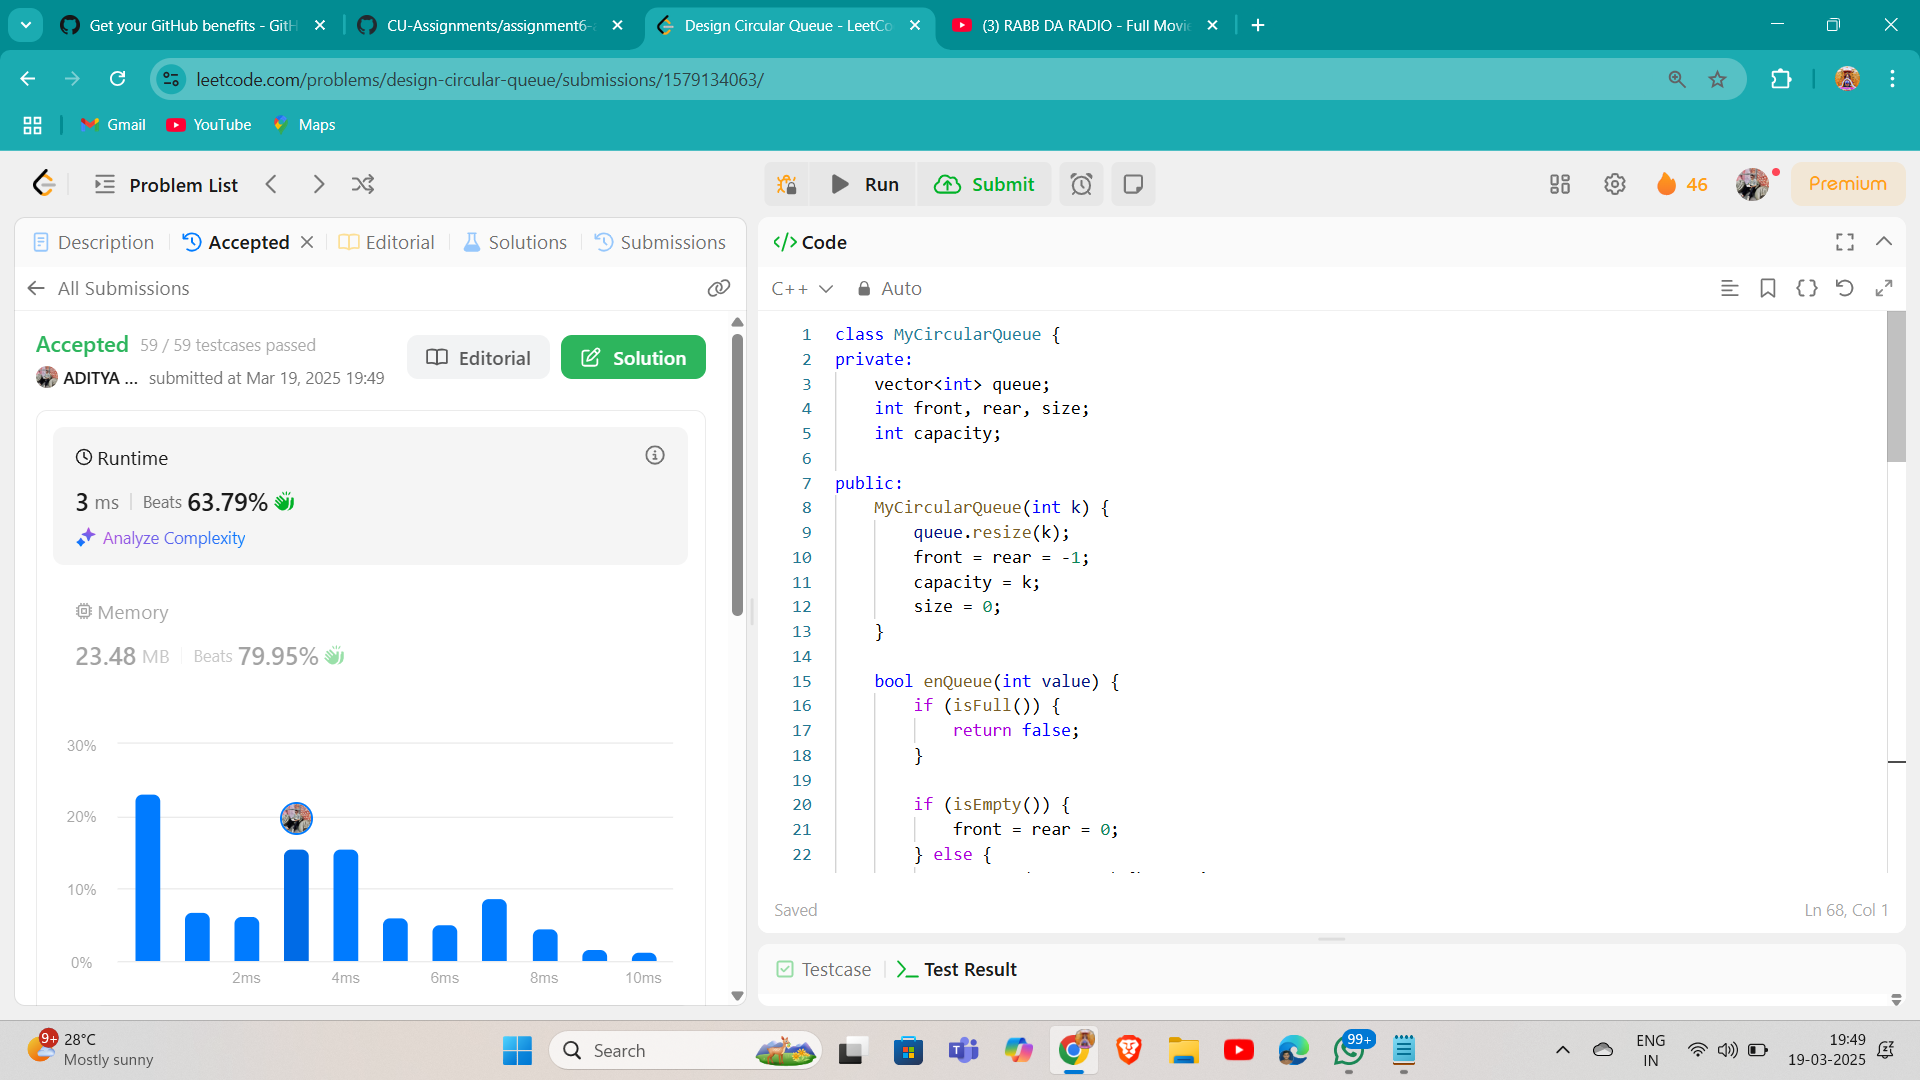 Get your GitHub benefits - GitH
CU-Assignments/assignment6-
Design Circular Queue - LeetCo
(3) RABB DA RADIO - Full Movi
leetcode.com/problems/design-circular-queue/submissions/1579134063/
Gmail
YouTube
Maps
Problem List
Run
Submit
46
Premium
Description
Accepted
Editorial
Solutions
Submissions
All Submissions
Accepted 59 / 59 testcases passed
ADITYA ... submitted at Mar 19, 2025 19:49
Editorial
Solution
Runtime
3 ms Beats 63.79%
Analyze Complexity
Memory
23.48 MB Beats 79.95%
30%
20%
10%
0%
2ms 4ms 6ms 8ms 10ms
</> Code
C++ Auto
1 class MyCircularQueue {
2 private:
3 vector<int> queue;
4 int front, rear, size;
5 int capacity;
6
7 public:
8 MyCircularQueue(int k) {
9 queue.resize(k);
10 front = rear = -1;
11 capacity = k;
12 size = 0;
13 }
14
15 bool enQueue(int value) {
16 if (isFull()) {
17 return false;
18 }
19
20 if (isEmpty()) {
21 front = rear = 0;
22 } else {
Saved
Ln 68, Col 1
Testcase
Test Result
9+
28°C
Mostly sunny
Search
99+
ENG
IN
19:49
19-03-2025